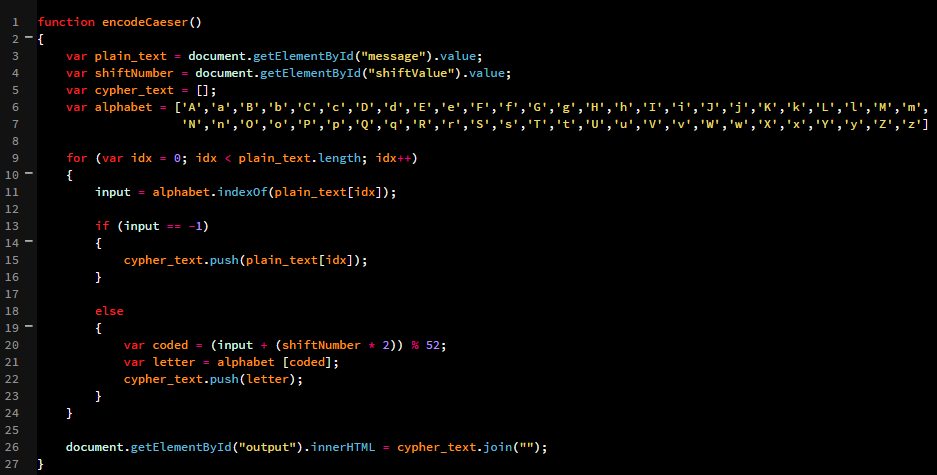 1 function encodeCaeser()
2 {
3     var plain_text = document.getElementById("message").value;
4     var shiftNumber = document.getElementById("shiftValue").value;
5     var cypher_text = [];
6     var alphabet = ['A','a','B','b','C','c','D','d','E','e','F','f','G','g','H','h','I','i','J','j','K','k','L','l','M','m',
7                     'N','n','O','o','P','p','Q','q','R','r','S','s','T','t','U','u','V','v','W','w','X','x','Y','y','Z','z']
8
9     for (var idx = 0; idx < plain_text.length; idx++)
10     {
11         input = alphabet.indexOf(plain_text[idx]);
12
13         if (input == -1)
14         {
15             cypher_text.push(plain_text[idx]);
16         }
17
18         else
19         {
20             var coded = (input + (shiftNumber * 2)) % 52;
21             var letter = alphabet [coded];
22             cypher_text.push(letter);
23         }
24     }
25
26     document.getElementById("output").innerHTML = cypher_text.join("");
27 }